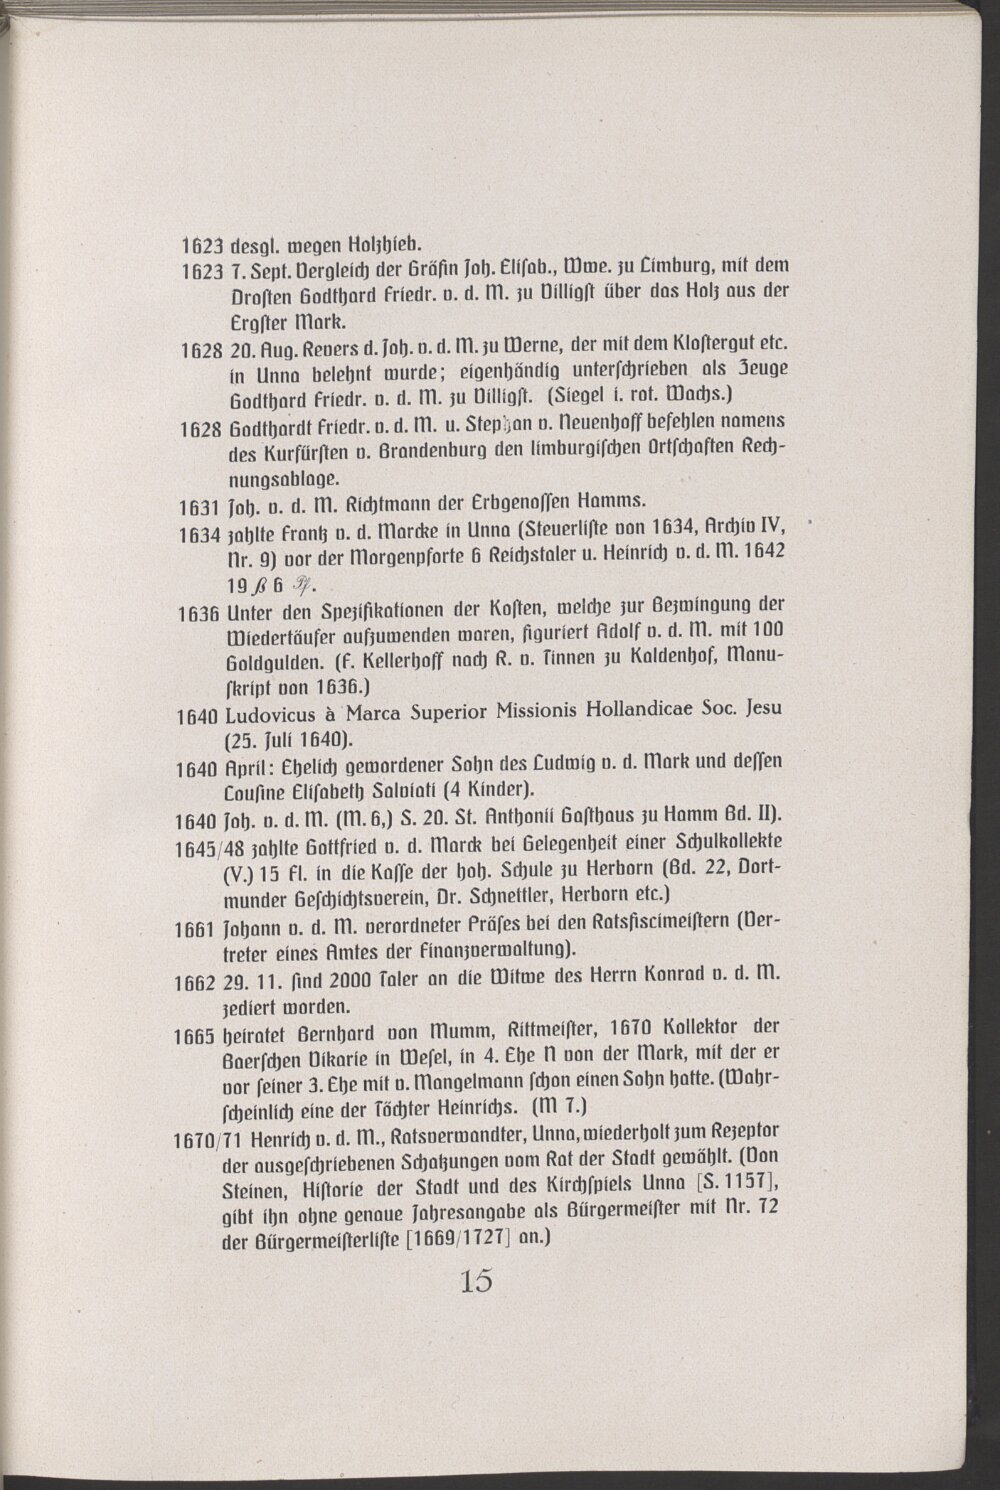 1623 desgl. wegen Holzhieb.
1623 7. Sept. Vergleich der Gräfin Joh. Elisab., Wwe. zu Limburg, mit dem
Drosten Godthard Friedr. v. d. M. zu Villigst über das Holz aus der
Ergster Mark.
1628 20. Aug. Revers d. Joh. v. d. M. zu Werne, der mit dem Klostergut etc.
in Unna belehnt wurde; eigenhändig unterschrieben als Zeuge
Godthard Friedr. v. d. M. zu Villigst. (Siegel i. rot. Wachs.)
1628 Godthardt Friedr. v. d. M. u. Stephan v. Neuenhoff befehlen namens
des Kurfürsten v. Brandenburg den limburgischen Ortschaften Rech-
nungsablage.
1631 Joh. v. d. M. Richtmann der Erbgenossen Hamms.
1634 zahlte Frantz v. d. Marcke in Unna (Steuerliste von 1634, Archiv IV,
Nr. 9) vor der Morgenpforte 6 Reichstaler u. Heinrich v. d. M. 1642
19 ß 6 Pf.
1636 Unter den Spezifikationen der Kosten, welche zur Bezwingung der
Wiedertäufer aufzuwenden waren, figuriert Adolf v. d. M. mit 100
Goldgulden. (F. Kellerhoff nach R. v. Tinnen zu Kaldenhof, Manu-
skript von 1636.)
1640 Ludovicus à Marca Superior Missionis Hollandicae Soc. Jesu
(25. Juli 1640).
1640 April: Ehelich gewordener Sohn des Ludwig v. d. Mark und dessen
Cousine Elisabeth Salviati (4 Kinder).
1640 Joh. v. d. M. (M. 6,) S. 20. St. Anthonii Gasthaus zu Hamm Bd. II).
1645/48 zahlte Gottfried v. d. Marck bei Gelegenheit einer Schulkollekte
(V.) 15 Fl. in die Kasse der hoh. Schule zu Herborn (Bd. 22, Dort-
munder Geschichtsverein, Dr. Schnettler, Herborn etc.)
1661 Johann v. d. M. verordneter Präses bei den Ratsfiscimeistern (Ver-
treter eines Amtes der Finanzverwaltung).
1662 29. 11. sind 2000 Taler an die Witwe des Herrn Konrad v. d. M.
zediert worden.
1665 heiratet Bernhard von Mumm, Rittmeister, 1670 Kollektor der
Baerschen Vikarie in Wesel, in 4. Ehe N von der Mark, mit der er
vor seiner 3. Ehe mit v. Mangelmann schon einen Sohn hatte. (Wahr-
scheinlich eine der Töchter Heinrichs. (M 7.)
1670/71 Henrich v. d. M., Ratsverwandter, Unna, wiederholt zum Rezeptor
der ausgeschriebenen Schatzungen vom Rat der Stadt gewählt. (Von
Steinen, Historie der Stadt und des Kirchspiels Unna [S. 1157],
gibt ihn ohne genaue Jahresangabe als Bürgermeister mit Nr. 72
der Bürgermeisterliste [1669/1727] an.)
15